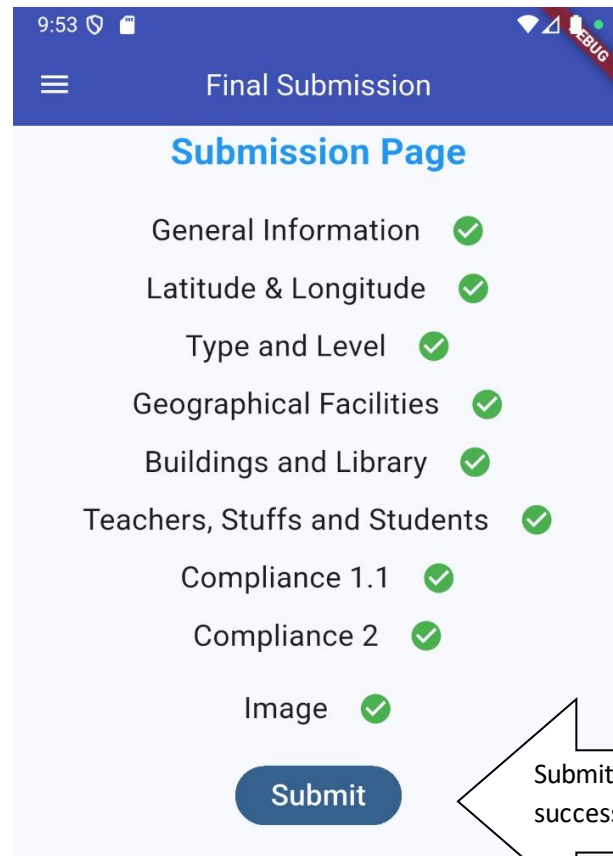 9:53
DEBUG
Final Submission
Submission Page
General Information
Latitude & Longitude
Type and Level
Geographical Facilities
Buildings and Library
Teachers, Stuffs and Students
Compliance 1.1
Compliance 2
Image
Submit
Submit